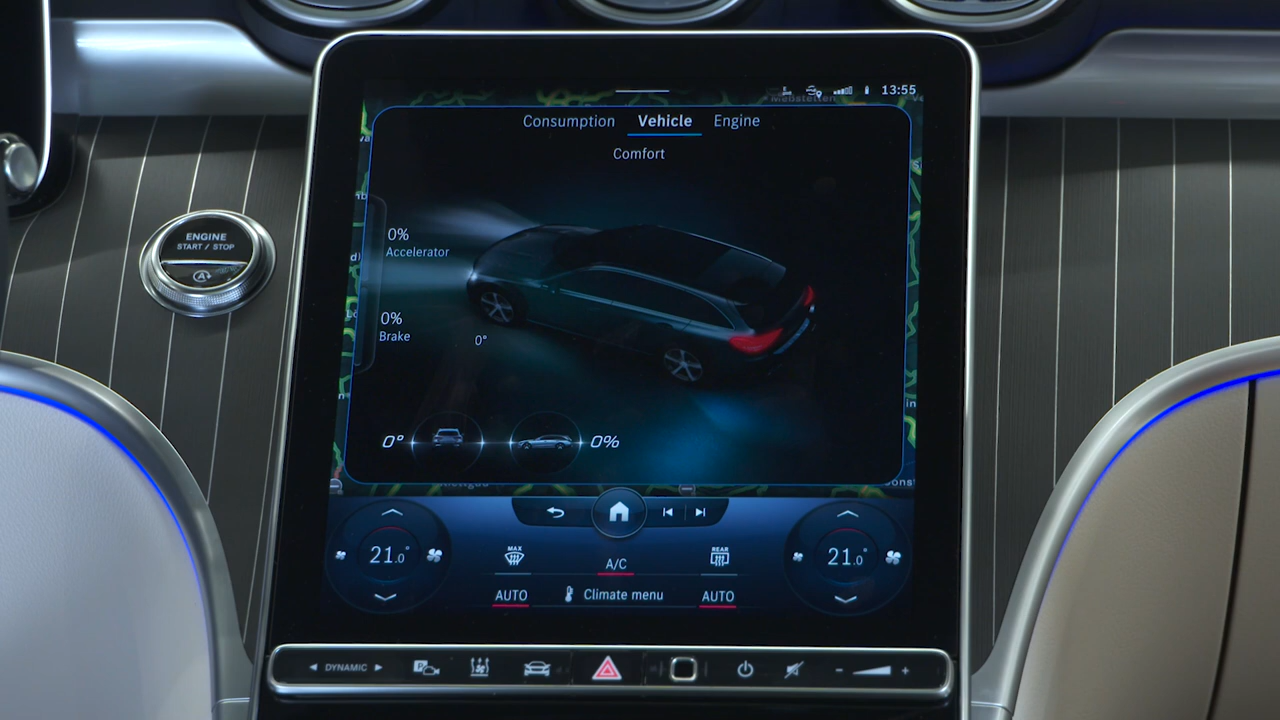 13:55
Consumption Vehicle Engine
Comfort
0%
Accelerator
0%
Brake
0°
0°
0%
ENGINE
START / STOP
A
21.0°
MAX
A/C
REAR
21.0°
AUTO
Climate menu
AUTO
DYNAMIC
P